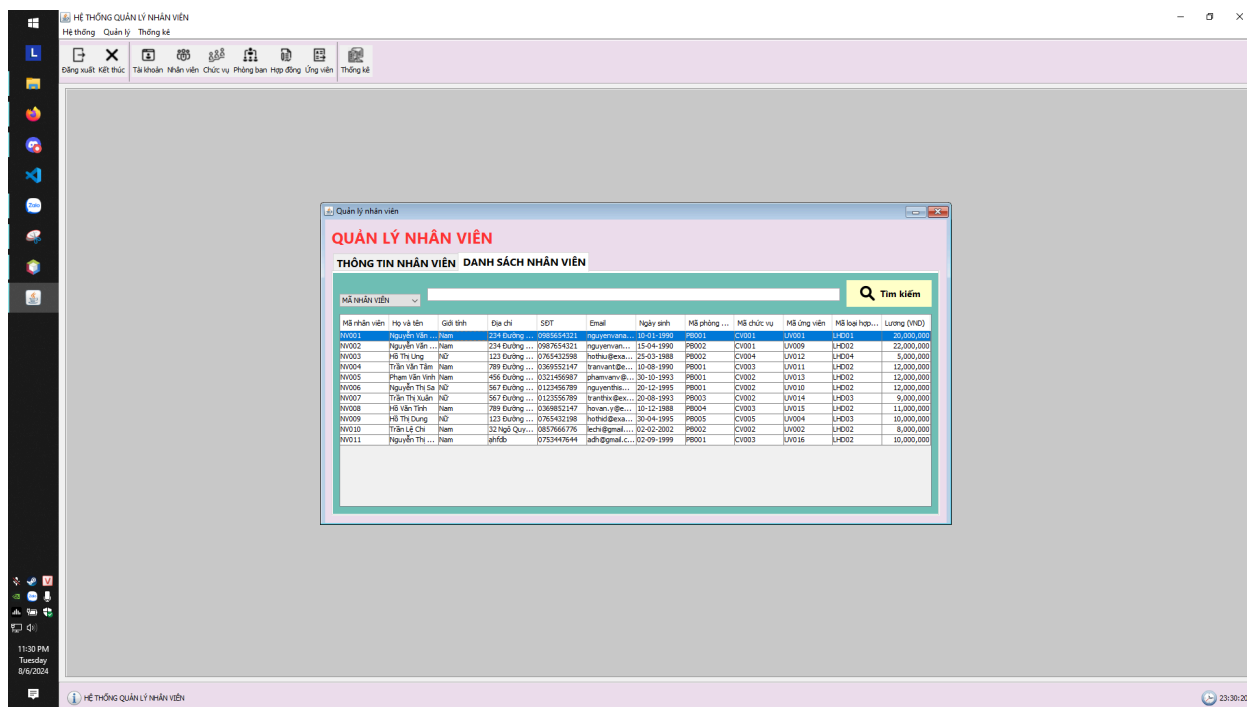 HỆ THỐNG QUẢN LÝ NHÂN VIÊN
Hệ thống Quản lý Thống kê
Đăng xuất Kết thúc Tài khoản Nhân viên Chức vụ Phòng ban Hợp đồng Ứng viên Thống kê
Quản lý nhân viên
QUẢN LÝ NHÂN VIÊN
THÔNG TIN NHÂN VIÊN DANH SÁCH NHÂN VIÊN
MÃ NHÂN VIÊN Tìm kiếm
Mã nhân viên Họ và tên Giới tính Địa chỉ SĐT Email Ngày sinh Mã phòng ... Mã chức vụ Mã ứng viên Mã loại hợp... Lương (VND)
NV001 Nguyễn Văn ... Nam 234 Đường ... 0985654321 nguyenvana... 10-01-1990 PB001 CV001 UV001 LHD01 20,000,000
NV002 Nguyễn Văn ... Nam 234 Đường ... 0987654321 nguyenvan... 15-04-1990 PB002 CV001 UV009 LHD02 22,000,000
NV003 Hồ Thị Ung Nữ 123 Đường ... 0765432598 hothiu@exa... 25-03-1988 PB002 CV004 UV012 LHD04 5,000,000
NV004 Trần Văn Tâm Nam 789 Đường ... 0369552147 tranvant@e... 10-08-1990 PB001 CV003 UV011 LHD02 12,000,000
NV005 Phạm Văn Vinh Nam 456 Đường ... 0321456987 phamvanv@... 30-10-1993 PB001 CV002 UV013 LHD02 12,000,000
NV006 Nguyễn Thị Sa Nữ 567 Đường ... 0123456789 nguyenthis... 20-12-1995 PB001 CV002 UV010 LHD02 12,000,000
NV007 Trần Thị Xuân Nữ 567 Đường ... 0123556789 tranthix@ex... 20-08-1993 PB003 CV002 UV014 LHD03 9,000,000
NV008 Hồ Văn Tính Nam 789 Đường ... 0369852147 hovan.y@e... 10-12-1988 PB004 CV003 UV015 LHD02 11,000,000
NV009 Hồ Thị Dung Nữ 123 Đường ... 0765432198 hothid@exa... 30-04-1995 PB005 CV005 UV004 LHD03 10,000,000
NV010 Trần Lệ Chi Nam 32 Ngô Quy... 0857666776 lechi@gmail.... 02-02-2002 PB002 CV002 UV002 LHD02 8,000,000
NV011 Nguyễn Thị ... Nam ahfdb 0753447644 adh@gmail.c... 02-09-1999 PB001 CV003 UV016 LHD02 10,000,000
L
Zalo
V
11:30 PM
Tuesday
8/6/2024
HỆ THỐNG QUẢN LÝ NHÂN VIÊN
23:30:20